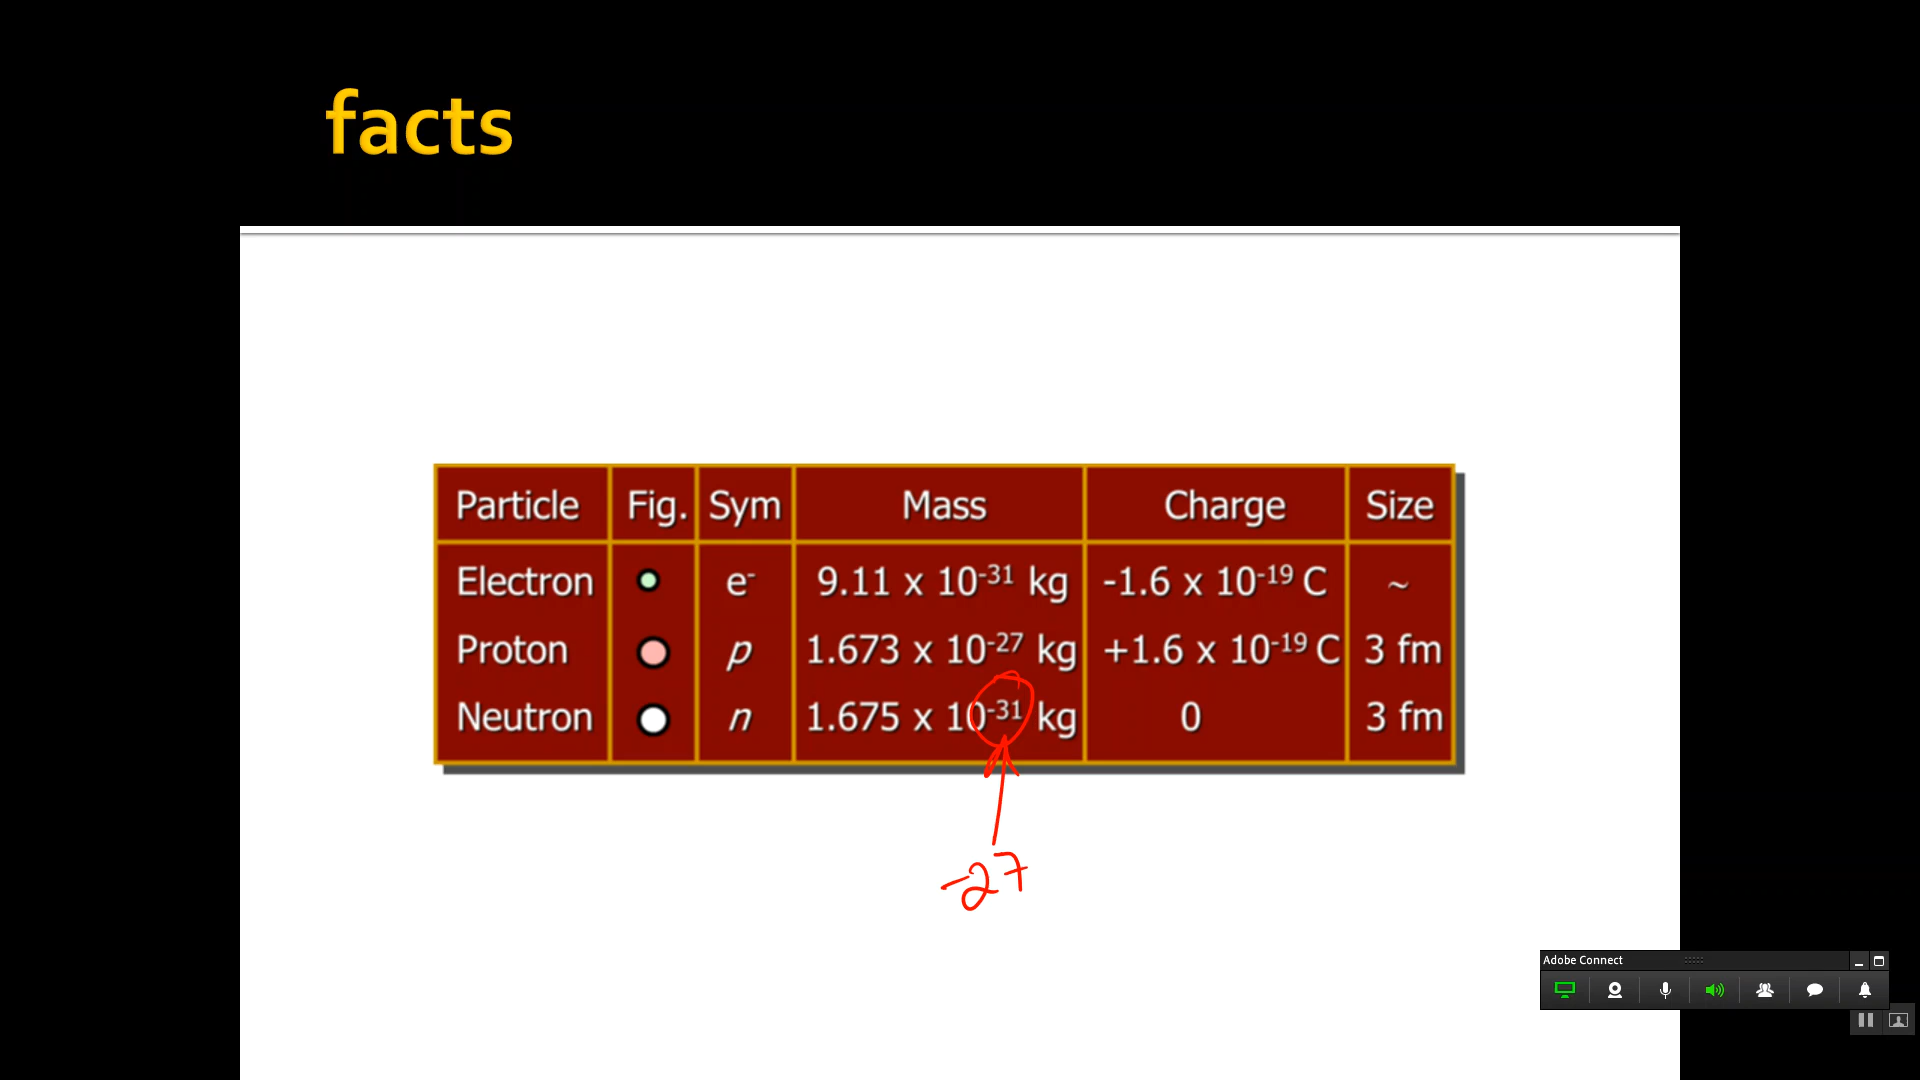 facts
Particle Fig. Sym Mass Charge Size
Electron e⁻ 9.11 x 10⁻³¹ kg -1.6 x 10⁻¹⁹ C ~
Proton p 1.673 x 10⁻²⁷ kg +1.6 x 10⁻¹⁹ C 3 fm
Neutron n 1.675 x 10⁻³¹ kg 0 3 fm
-27
Adobe Connect